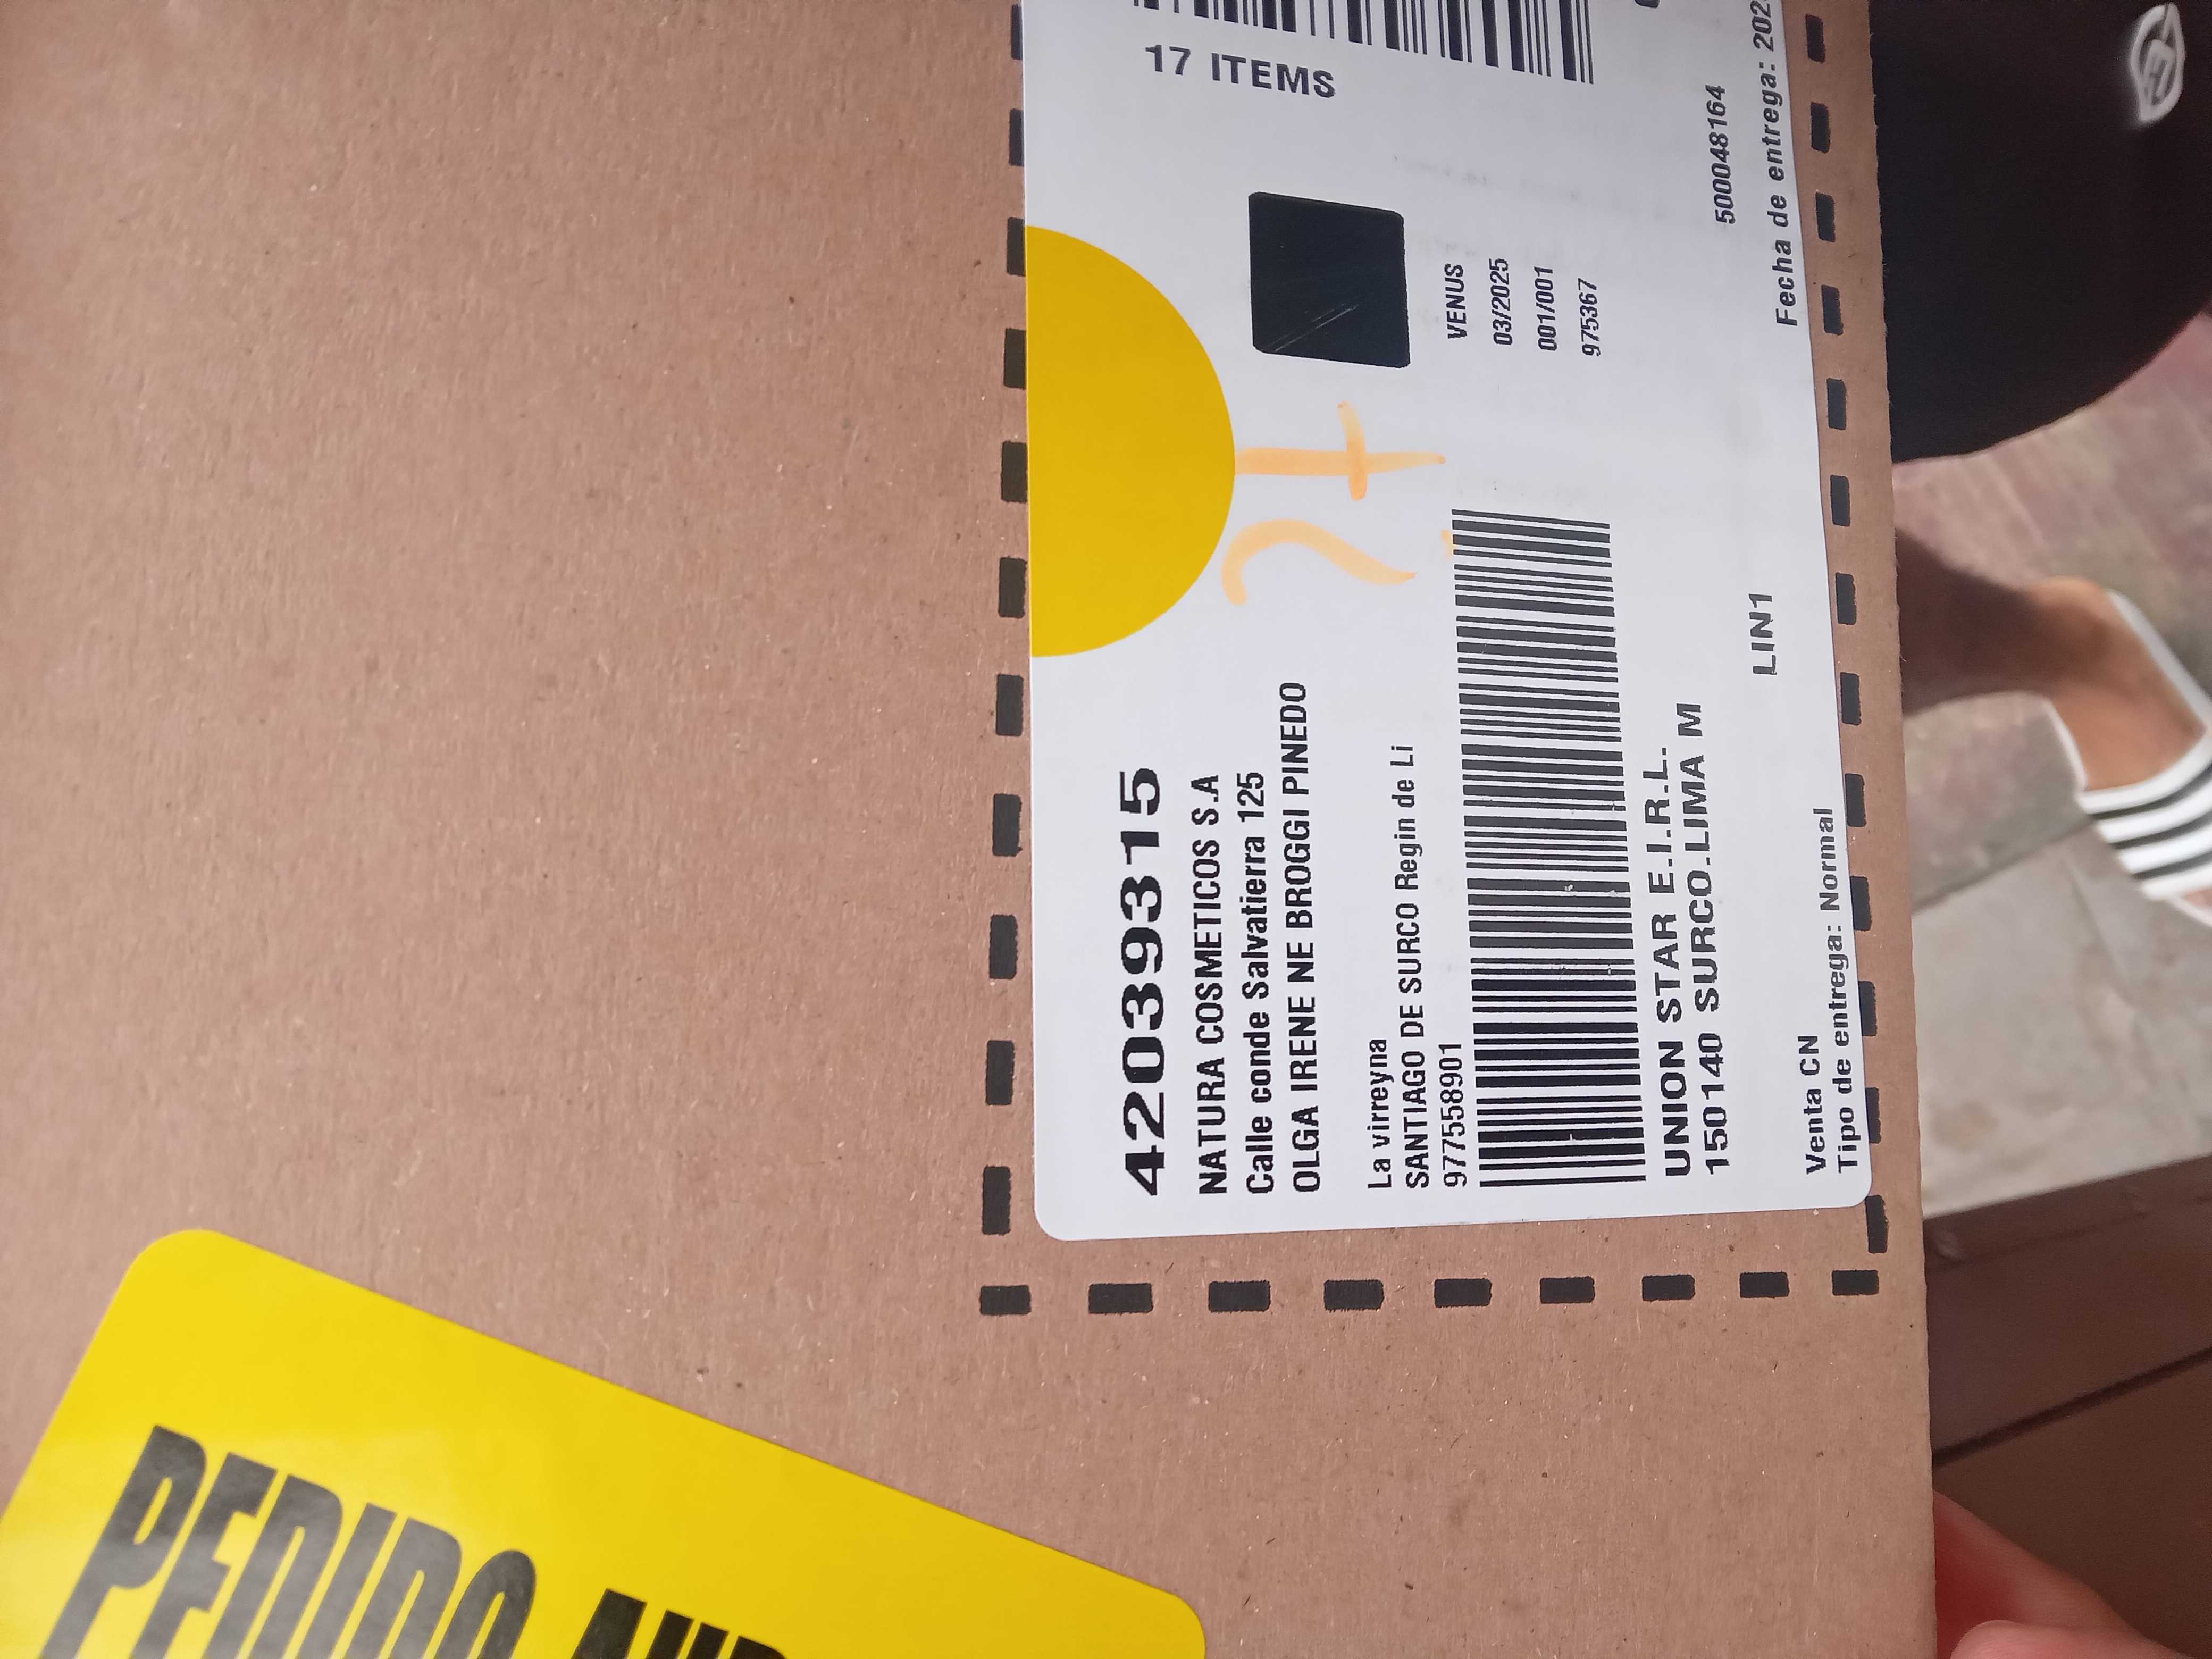 42039315
NATURA COSMETICOS S.A
Calle conde Salvatierra 125
OLGA IRENE NE BROGGI PINEDO
La virreyna
SANTIAGO DE SURCO Regin de Li
977558901
UNION STAR E.I.R.L.
150140 SURCO.LIMA M
LIN1
Venta CN
Tipo de entrega: Normal
17 ITEMS
27
VENUS
03/2025
001/001
975367
500048164
Fecha de entrega: 202
PEDIDO